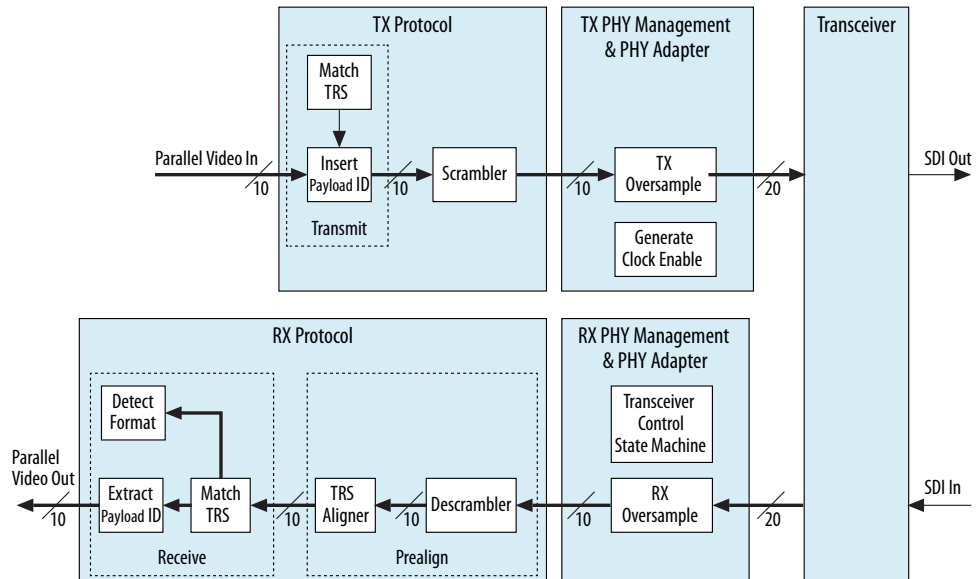 TX Protocol
TX PHY Management
& PHY Adapter
Transceiver
Match
TRS
Parallel Video In
10
Insert
Payload ID
10
Scrambler
10
TX
Oversample
20
SDI Out
Transmit
Generate
Clock Enable
RX Protocol
RX PHY Management
& PHY Adapter
Detect
Format
Transceiver
Control
State Machine
Parallel
Video Out
10
Extract
Payload ID
Match
TRS
10
TRS
Aligner
10
Descrambler
10
RX
Oversample
20
SDI In
Receive
Prealign